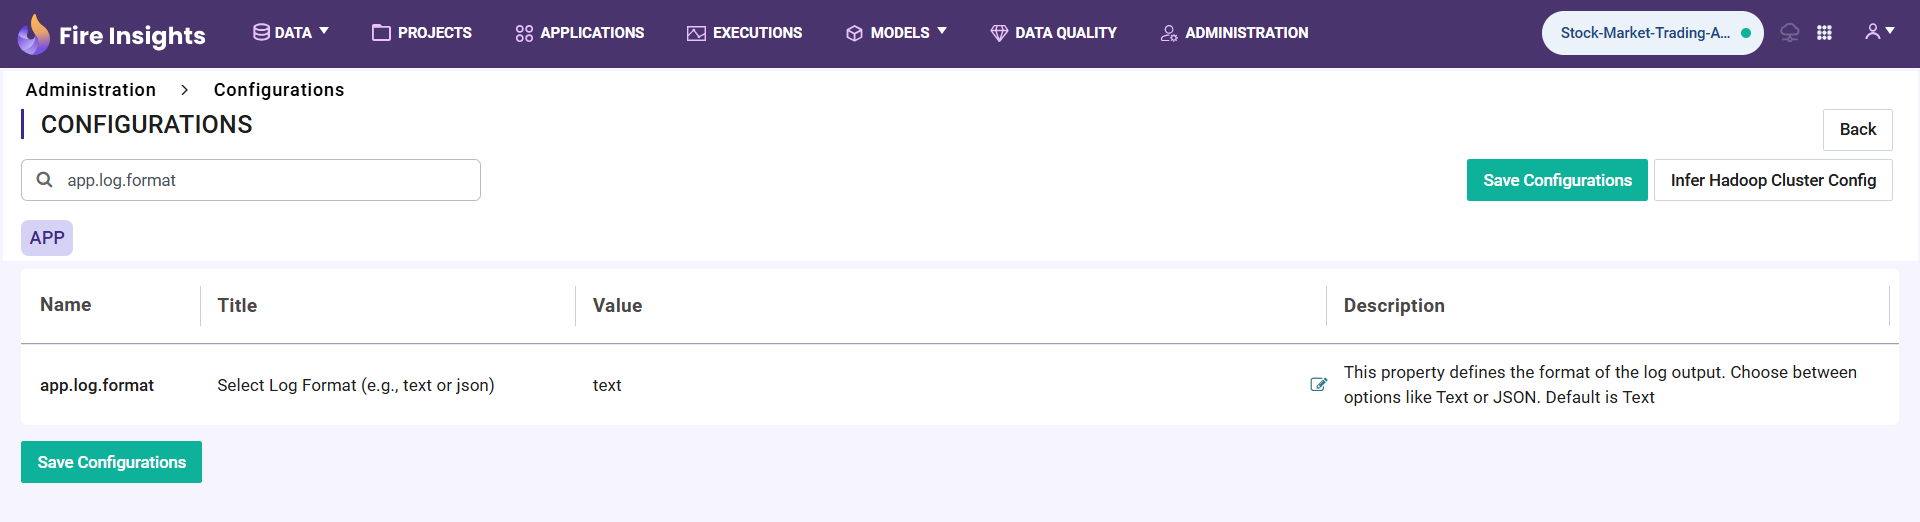 Fire Insights DATA PROJECTS APPLICATIONS EXECUTIONS MODELS DATA QUALITY ADMINISTRATION Stock-Market-Trading-A...
Administration > Configurations
CONFIGURATIONS
Back
app.log.format
Save Configurations Infer Hadoop Cluster Config
APP
Name Title Value Description
app.log.format Select Log Format (e.g., text or json) text
This property defines the format of the log output. Choose between
options like Text or JSON. Default is Text
Save Configurations